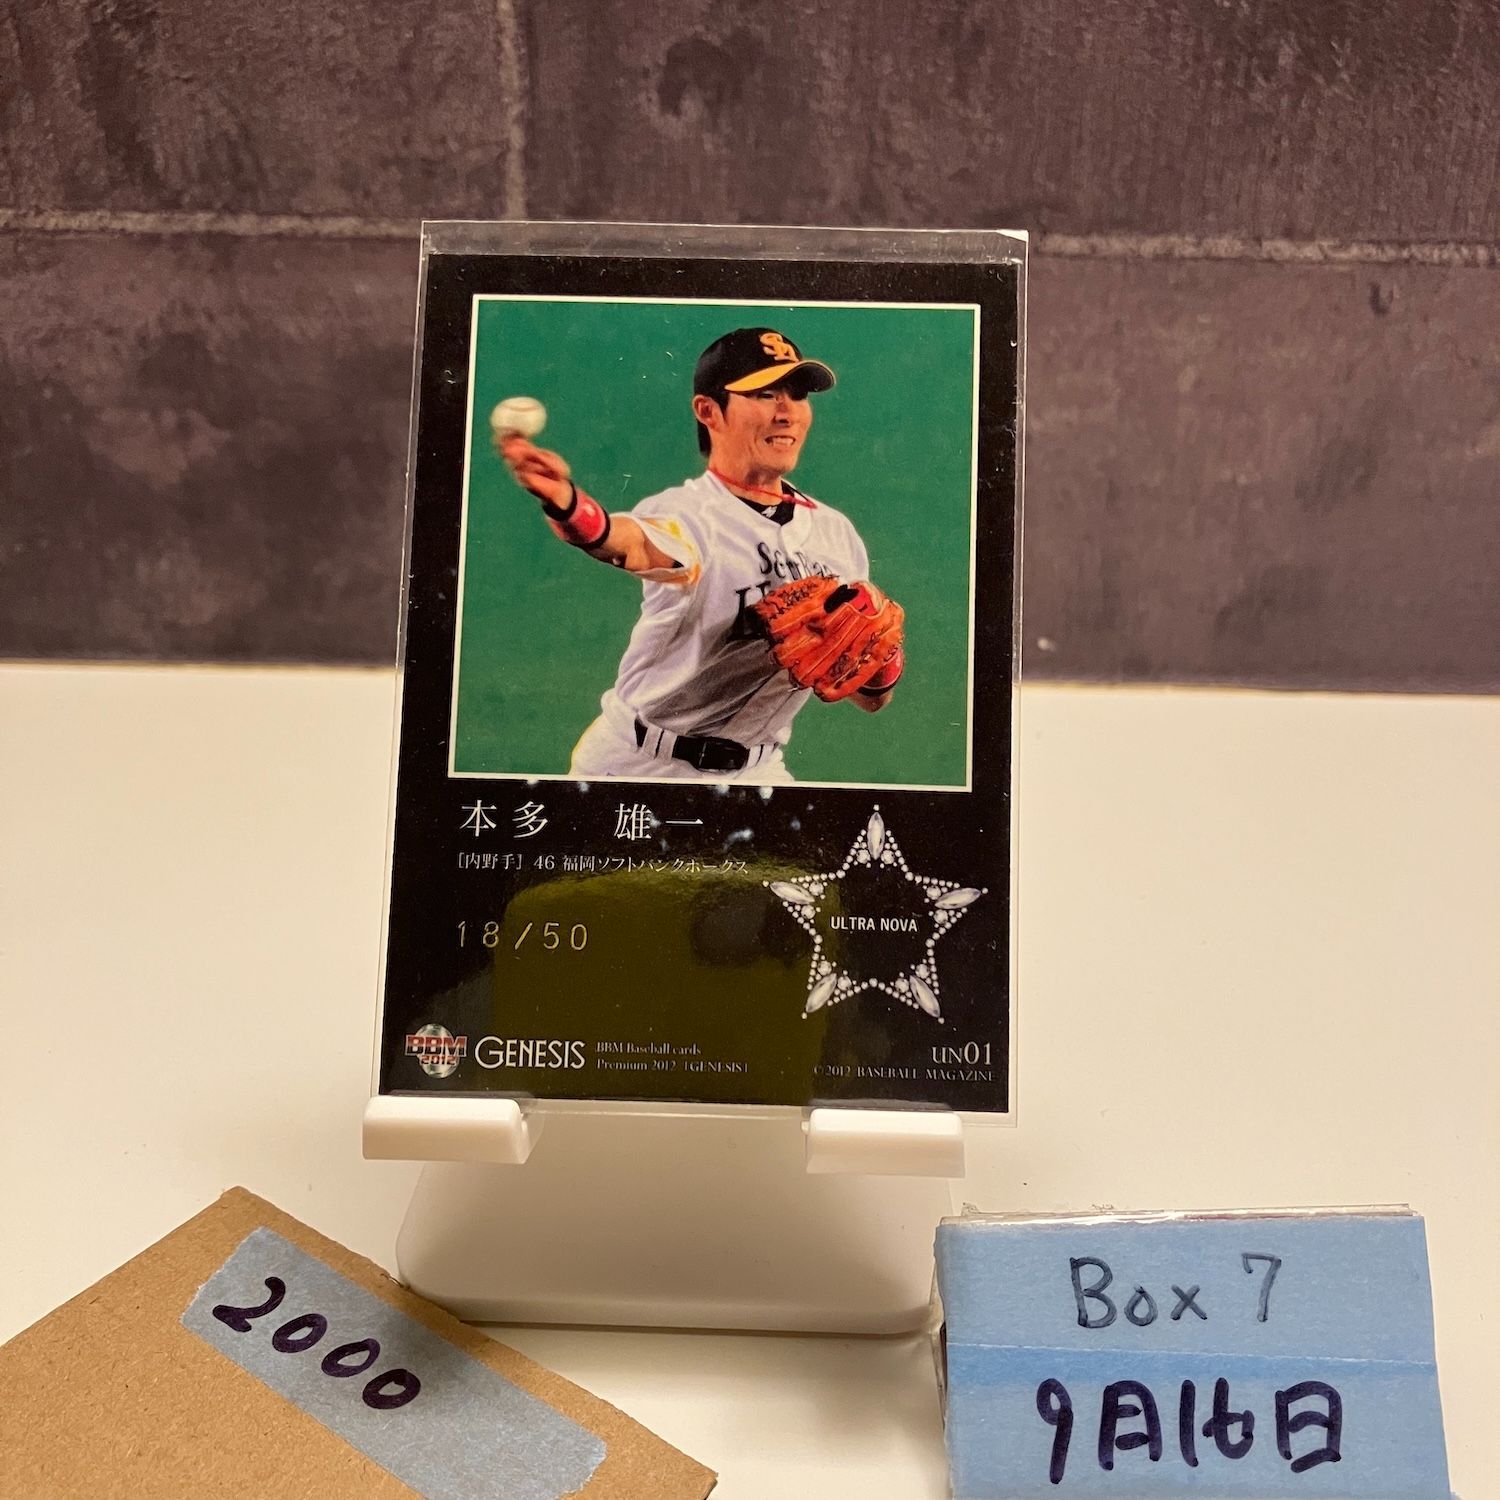 本多 雄一
［内野手］ 46 福岡ソフトバンクホークス
18/50
ULTRA NOVA
BBM
2012
GENESIS
BBM Baseball cards
Premium 2012「GENESIS」
UN01
©2012 BASEBALL MAGAZINE
2000
Box 7
9月16日